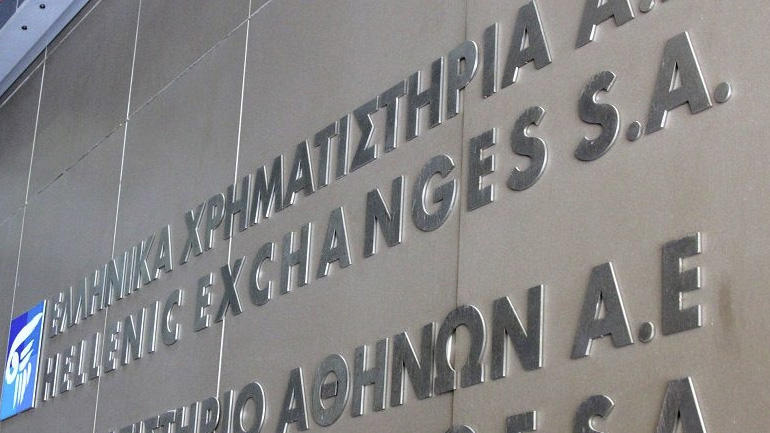 ΕΛΛΗΝΙΚΑ ΧΡΗΜΑΤΙΣΤΗΡΙΑ Α.
HELLENIC EXCHANGES S.A.
ΑΘΗΝΩΝ Α.Ε
S.A